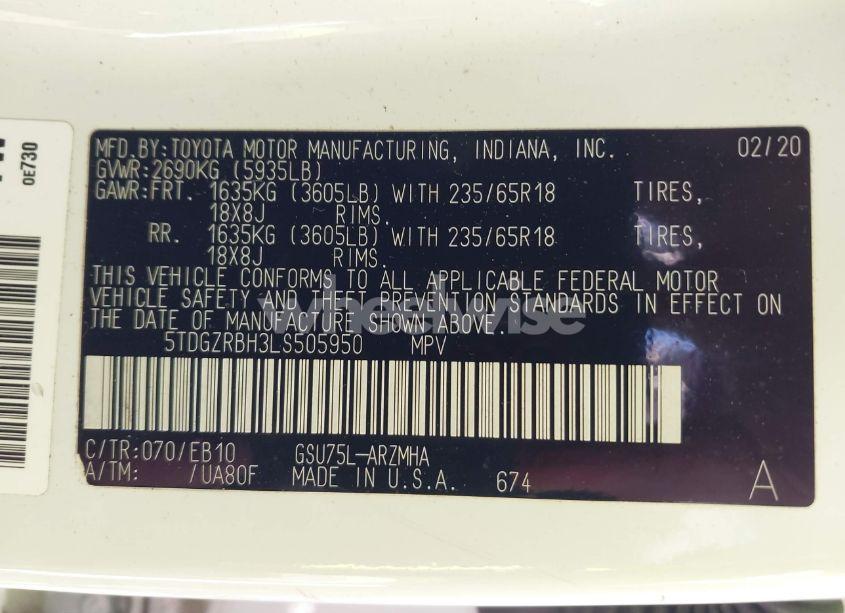 MFD.BY:TOYOTA MOTOR MANUFACTURING, INDIANA, INC. 02/20
GVWR:2690KG (5935LB)
GAWR:FRT. 1635KG (3605LB) WITH 235/65R18 TIRES,
18X8J RIMS.
RR. 1635KG (3605LB) WITH 235/65R18 TIRES,
18X8J RIMS.
THIS VEHICLE CONFORMS TO ALL APPLICABLE FEDERAL MOTOR
VEHICLE SAFETY AND THEFT PREVENTION STANDARDS IN EFFECT ON
THE DATE OF MANUFACTURE SHOWN ABOVE.
5TDGZRBH3LS505950 MPV
C/TR:070/EB10 GSU75L-ARZMHA
A/TM: /UA80F MADE IN U.S.A. 674 A
OE730
wheelwise